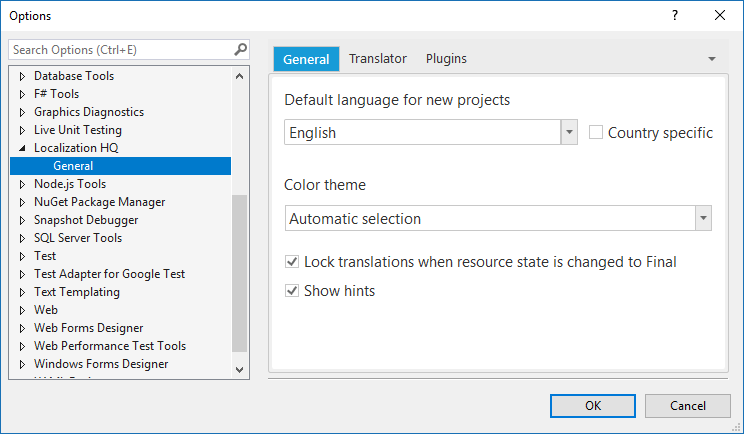 Options
Search Options (Ctrl+E)
Database Tools
F# Tools
Graphics Diagnostics
Live Unit Testing
Localization HQ
General
Node.js Tools
NuGet Package Manager
Snapshot Debugger
SQL Server Tools
Test
Test Adapter for Google Test
Text Templating
Web
Web Forms Designer
Web Performance Test Tools
Windows Forms Designer
General Translator Plugins
Default language for new projects
English Country specific
Color theme
Automatic selection
Lock translations when resource state is changed to Final
Show hints
OK Cancel